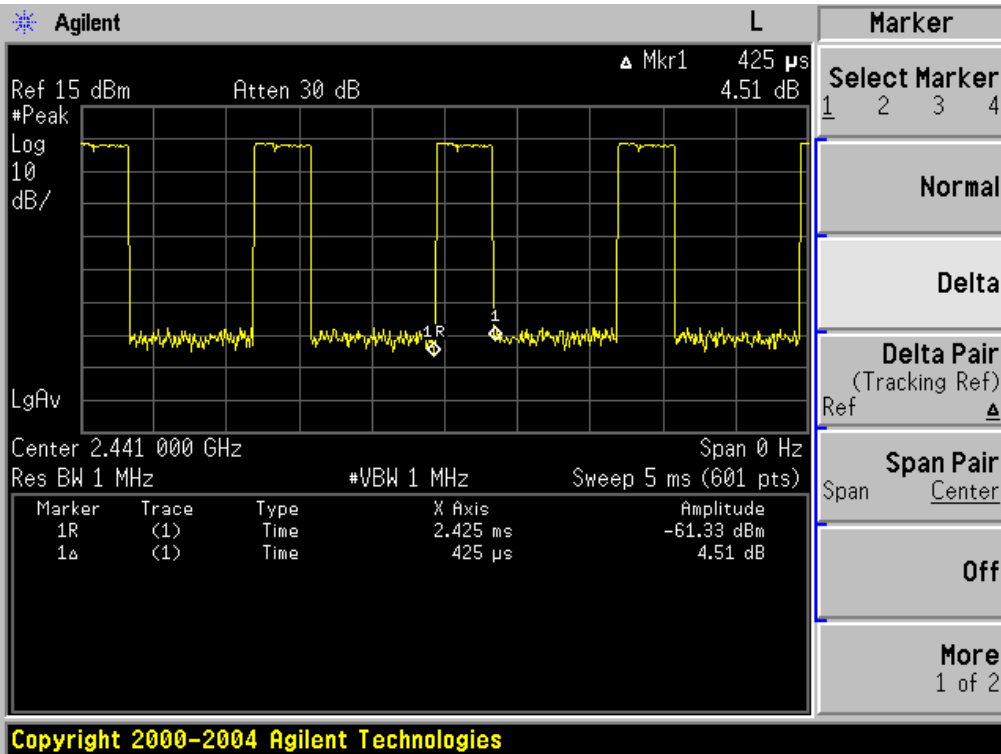 Agilent L
Δ Mkr1 425 µs
Ref 15 dBm Atten 30 dB 4.51 dB
#Peak
Log
10
dB/
1R
1
LgAv
Center 2.441 000 GHz Span 0 Hz
Res BW 1 MHz #VBW 1 MHz Sweep 5 ms (601 pts)
Marker Trace Type X Axis Amplitude
1R (1) Time 2.425 ms -61.33 dBm
1Δ (1) Time 425 µs 4.51 dB
Marker
Select Marker
1 2 3 4
Normal
Delta
Delta Pair
(Tracking Ref)
Ref Δ
Span Pair
Span Center
Off
More
1 of 2
Copyright 2000-2004 Agilent Technologies